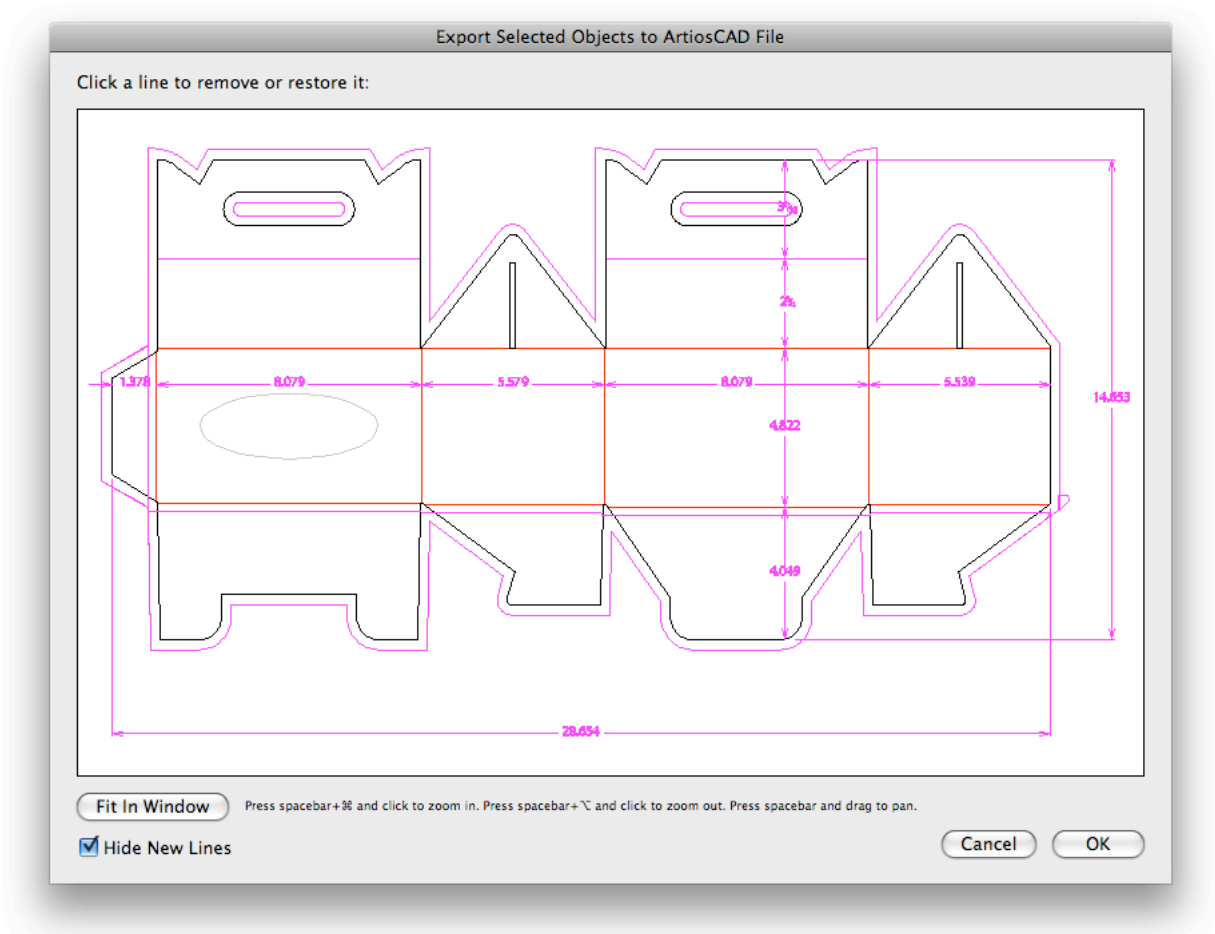 Export Selected Objects to ArtiosCAD File
Click a line to remove or restore it:
1.378
8.079
5.579
8.079
5.539
14.653
4.622
4.049
28.654
Fit In Window
Press spacebar+⌘ and click to zoom in. Press spacebar+⌥ and click to zoom out. Press spacebar and drag to pan.
Hide New Lines
Cancel
OK